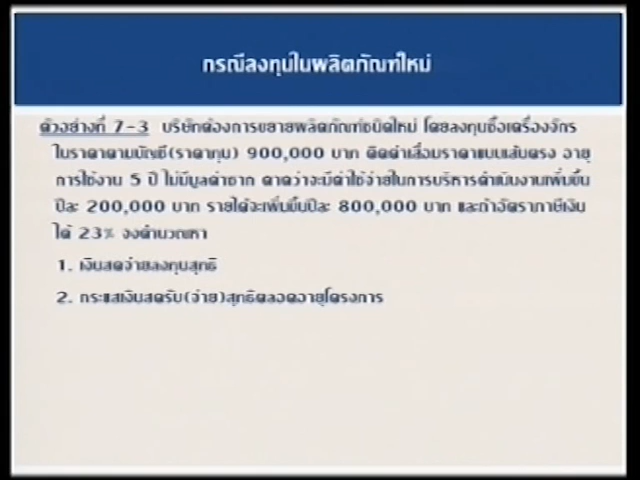 กรณีลงทุนในผลิตภัณฑ์ใหม่
ตัวอย่างที่ 7-3 บริษัทต้องการขยายผลิตภัณฑ์ชนิดใหม่ โดยลงทุนซื้อเครื่องจักร
ในราคาตามบัญชี(ราคาทุน) 900,000 บาท คิดค่าเสื่อมราคาแบบเส้นตรง อายุ
การใช้งาน 5 ปี ไม่มีมูลค่าซาก คาดว่าจะมีค่าใช้จ่ายในการบริหารดำเนินงานเพิ่มขึ้น
ปีละ 200,000 บาท รายได้จะเพิ่มขึ้นปีละ 800,000 บาท และถ้าอัตราภาษีเงิน
ได้ 23% จงคำนวณหา
1. เงินสดจ่ายลงทุนสุทธิ
2. กระแสเงินสดรับ(จ่าย)สุทธิตลอดอายุโครงการ